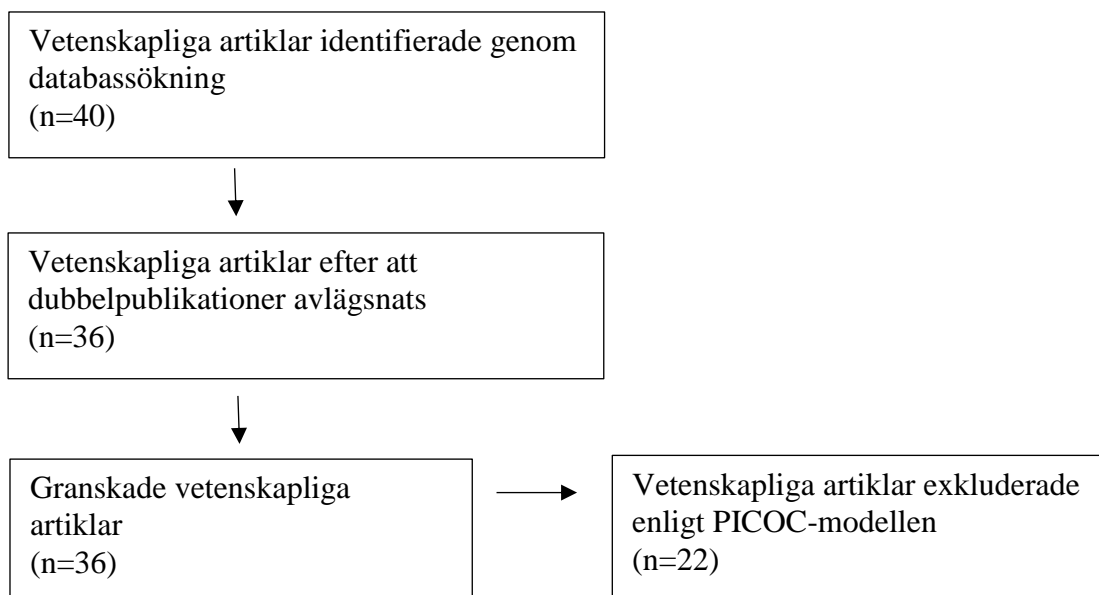 Vetenskapliga artiklar identifierade genom
databassökning
(n=40)
Vetenskapliga artiklar efter att
dubbelpublikationer avlägsnats
(n=36)
Granskade vetenskapliga
artiklar
(n=36)
Vetenskapliga artiklar exkluderade
enligt PICOC-modellen
(n=22)